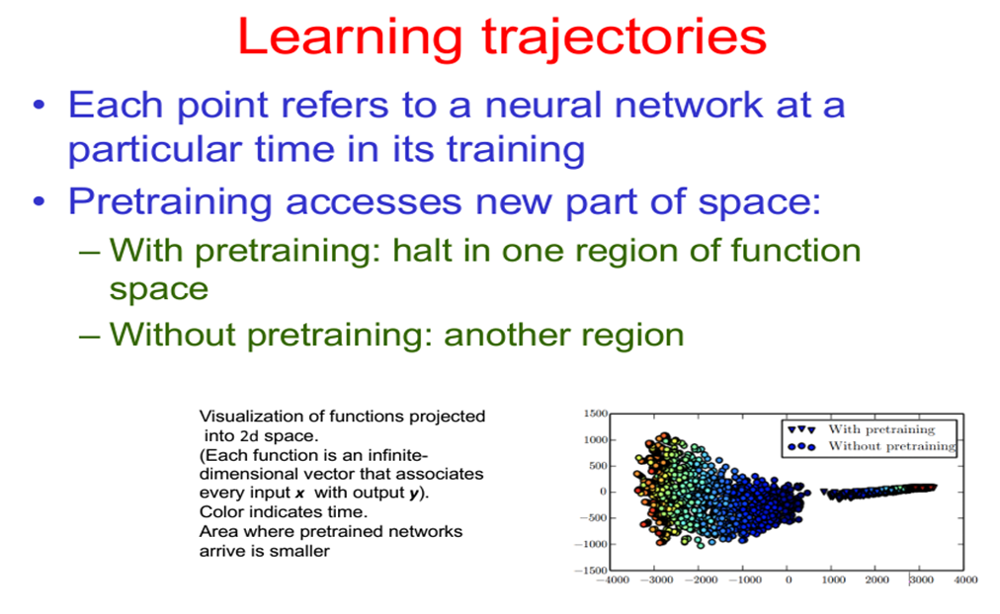 Learning trajectories
• Each point refers to a neural network at a
particular time in its training
• Pretraining accesses new part of space:
– With pretraining: halt in one region of function
space
– Without pretraining: another region
Visualization of functions projected
into 2d space.
(Each function is an infinite-
dimensional vector that associates
every input x with output y).
Color indicates time.
Area where pretrained networks
arrive is smaller
1500
1000
500
0
−500
−1000
−1500
With pretraining
Without pretraining
−4000 −3000 −2000 −1000 0 1000 2000 3000 4000